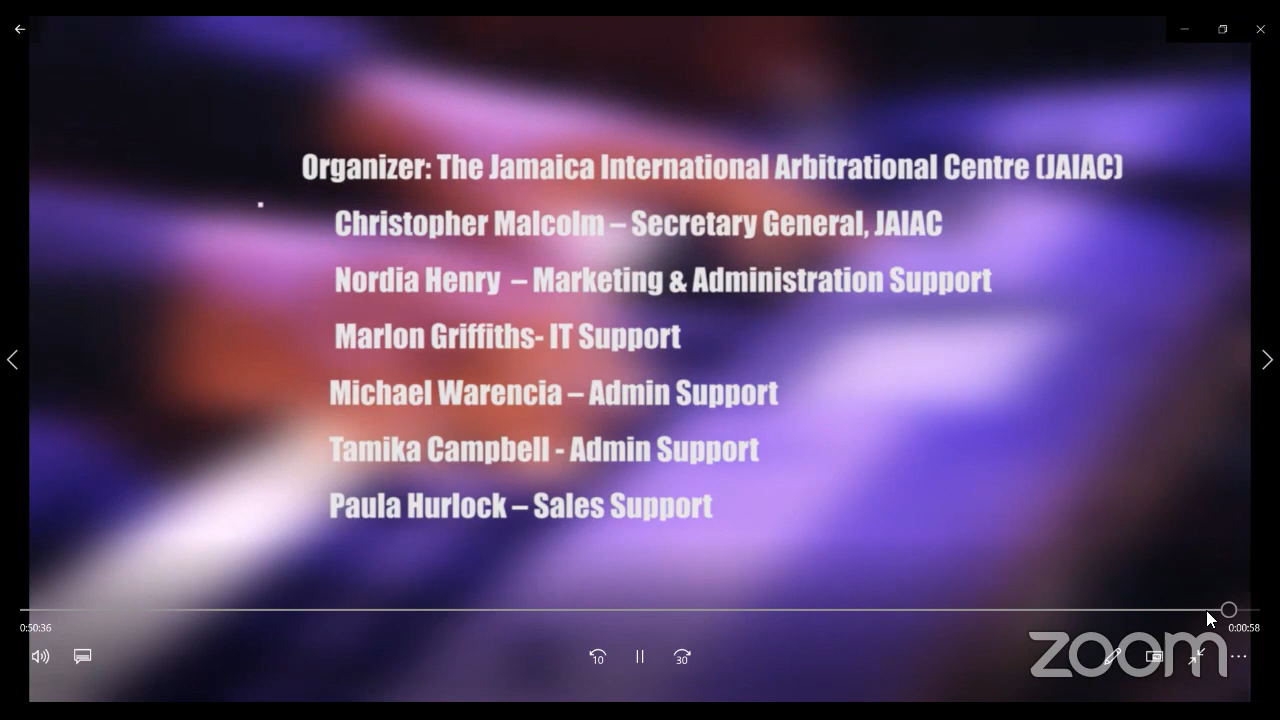 Organizer: The Jamaica International Arbitrational Centre (JAIAC)
Christopher Malcolm – Secretary General, JAIAC
Nordia Henry – Marketing & Administration Support
Marlon Griffiths- IT Support
Michael Warencia – Admin Support
Tamika Campbell - Admin Support
Paula Hurlock – Sales Support
0:50:36
0:00:58
10
30
zoom